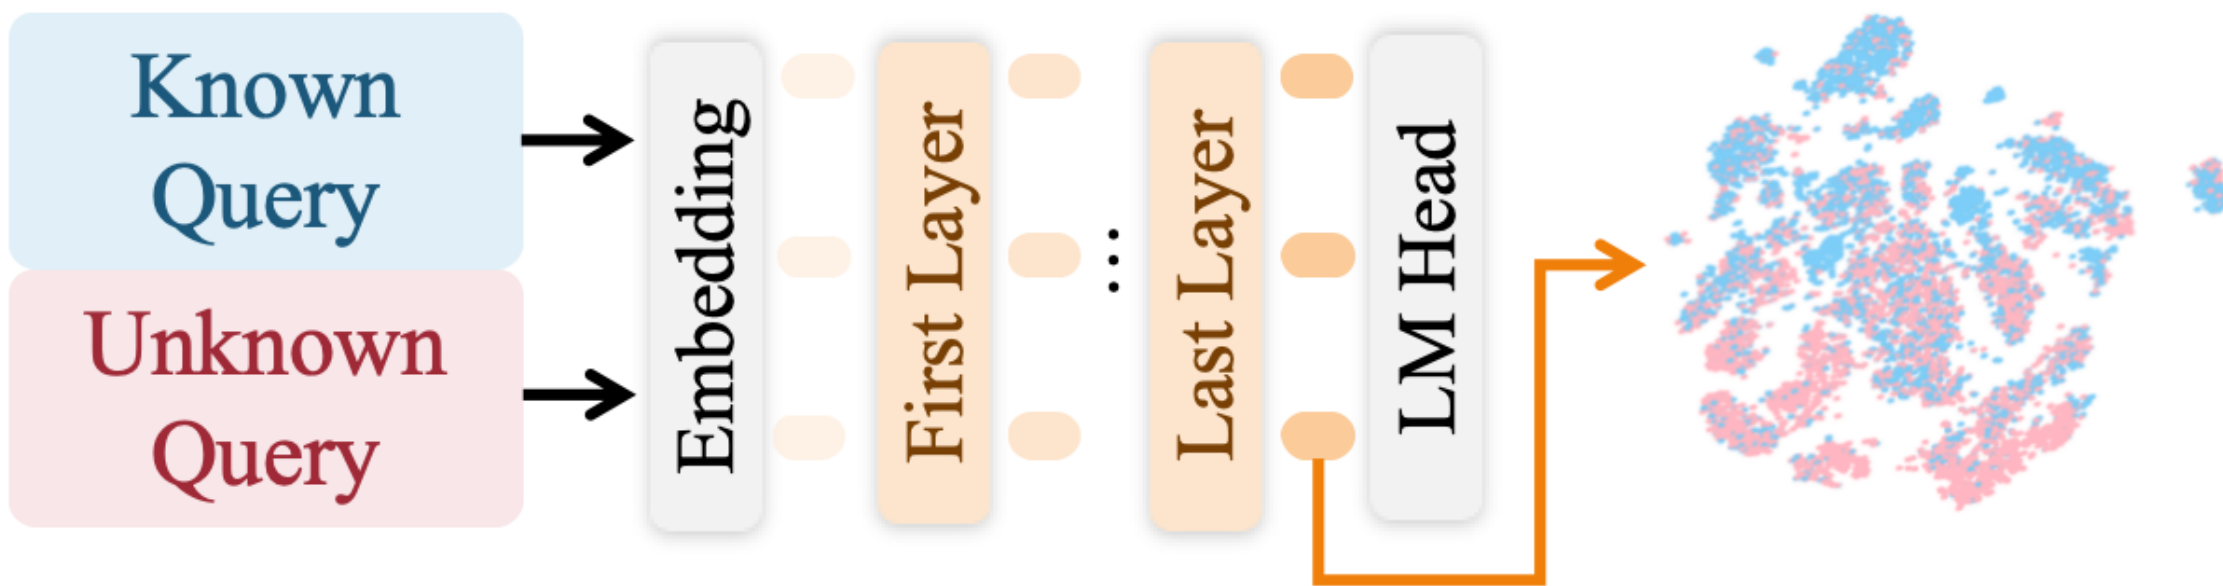 Known
Query
Unknown
Query
Embedding
First Layer
...
Last Layer
LM Head